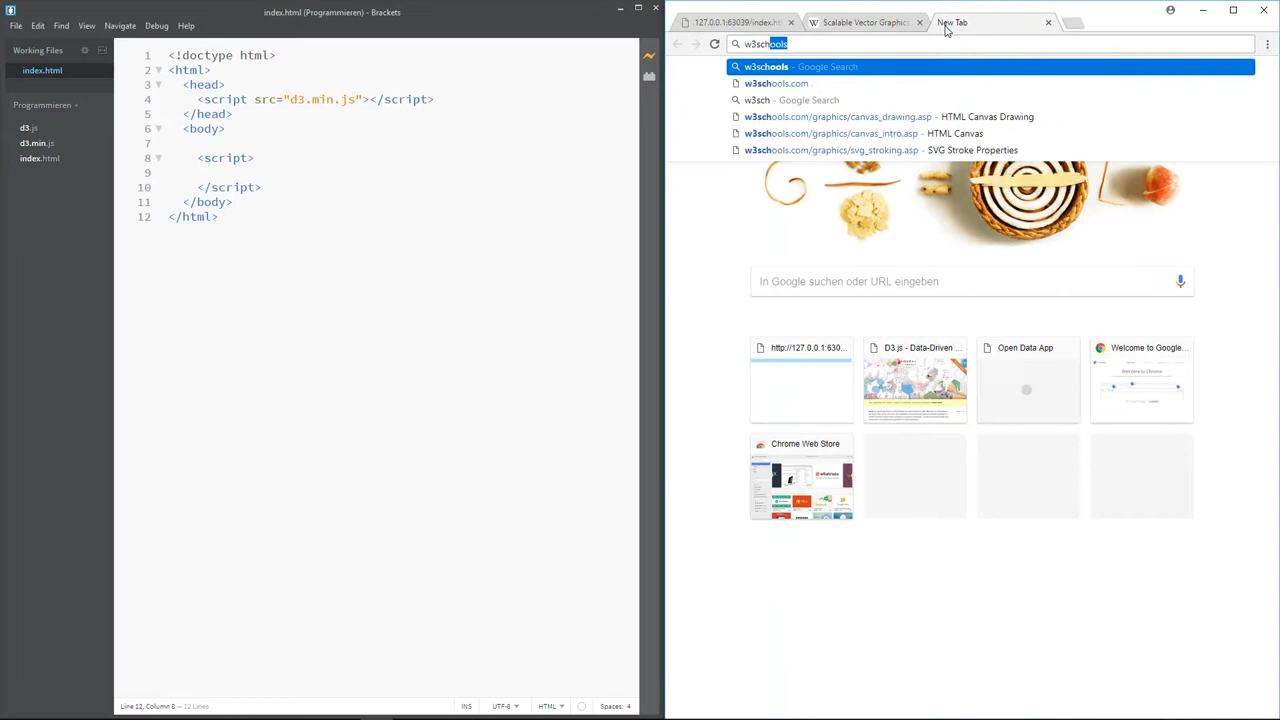 index.html (Programmieren) - Brackets
File Edit View Navigate Debug Help
Working Files
index.html
Programmieren
d3.js
d3.min.js
index.html
1 <!doctype html>
2 <html>
3 <head>
4 <script src="d3.min.js"></script>
5 </head>
6 <body>
7
8 <script>
9
10 </script>
11 </body>
12 </html>
Line 12, Column 8 — 12 Lines
INS UTF-8 HTML Spaces: 4
127.0.0.1:63039/index.ht
Scalable Vector Graphics
New Tab
w3schools
w3schools - Google Search
w3schools.com
w3sch - Google Search
w3schools.com/graphics/canvas_drawing.asp - HTML Canvas Drawing
w3schools.com/graphics/canvas_intro.asp - HTML Canvas
w3schools.com/graphics/svg_stroking.asp - SVG Stroke Properties
In Google suchen oder URL eingeben
http://127.0.0.1:630...
D3.js - Data-Driven ...
Open Data App
Welcome to Google...
Chrome Web Store